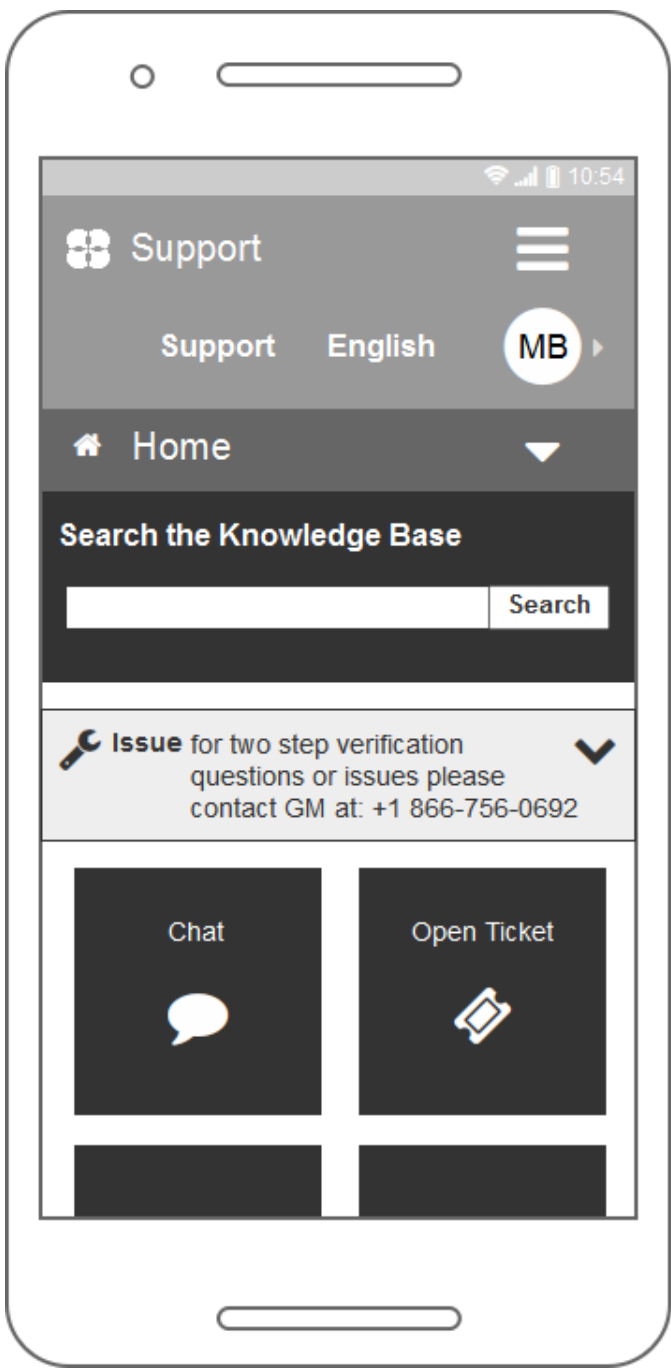 10:54
Support
Support English MB
Home
Search the Knowledge Base
Search
Issue for two step verification
questions or issues please
contact GM at: +1 866-756-0692
Chat
Open Ticket